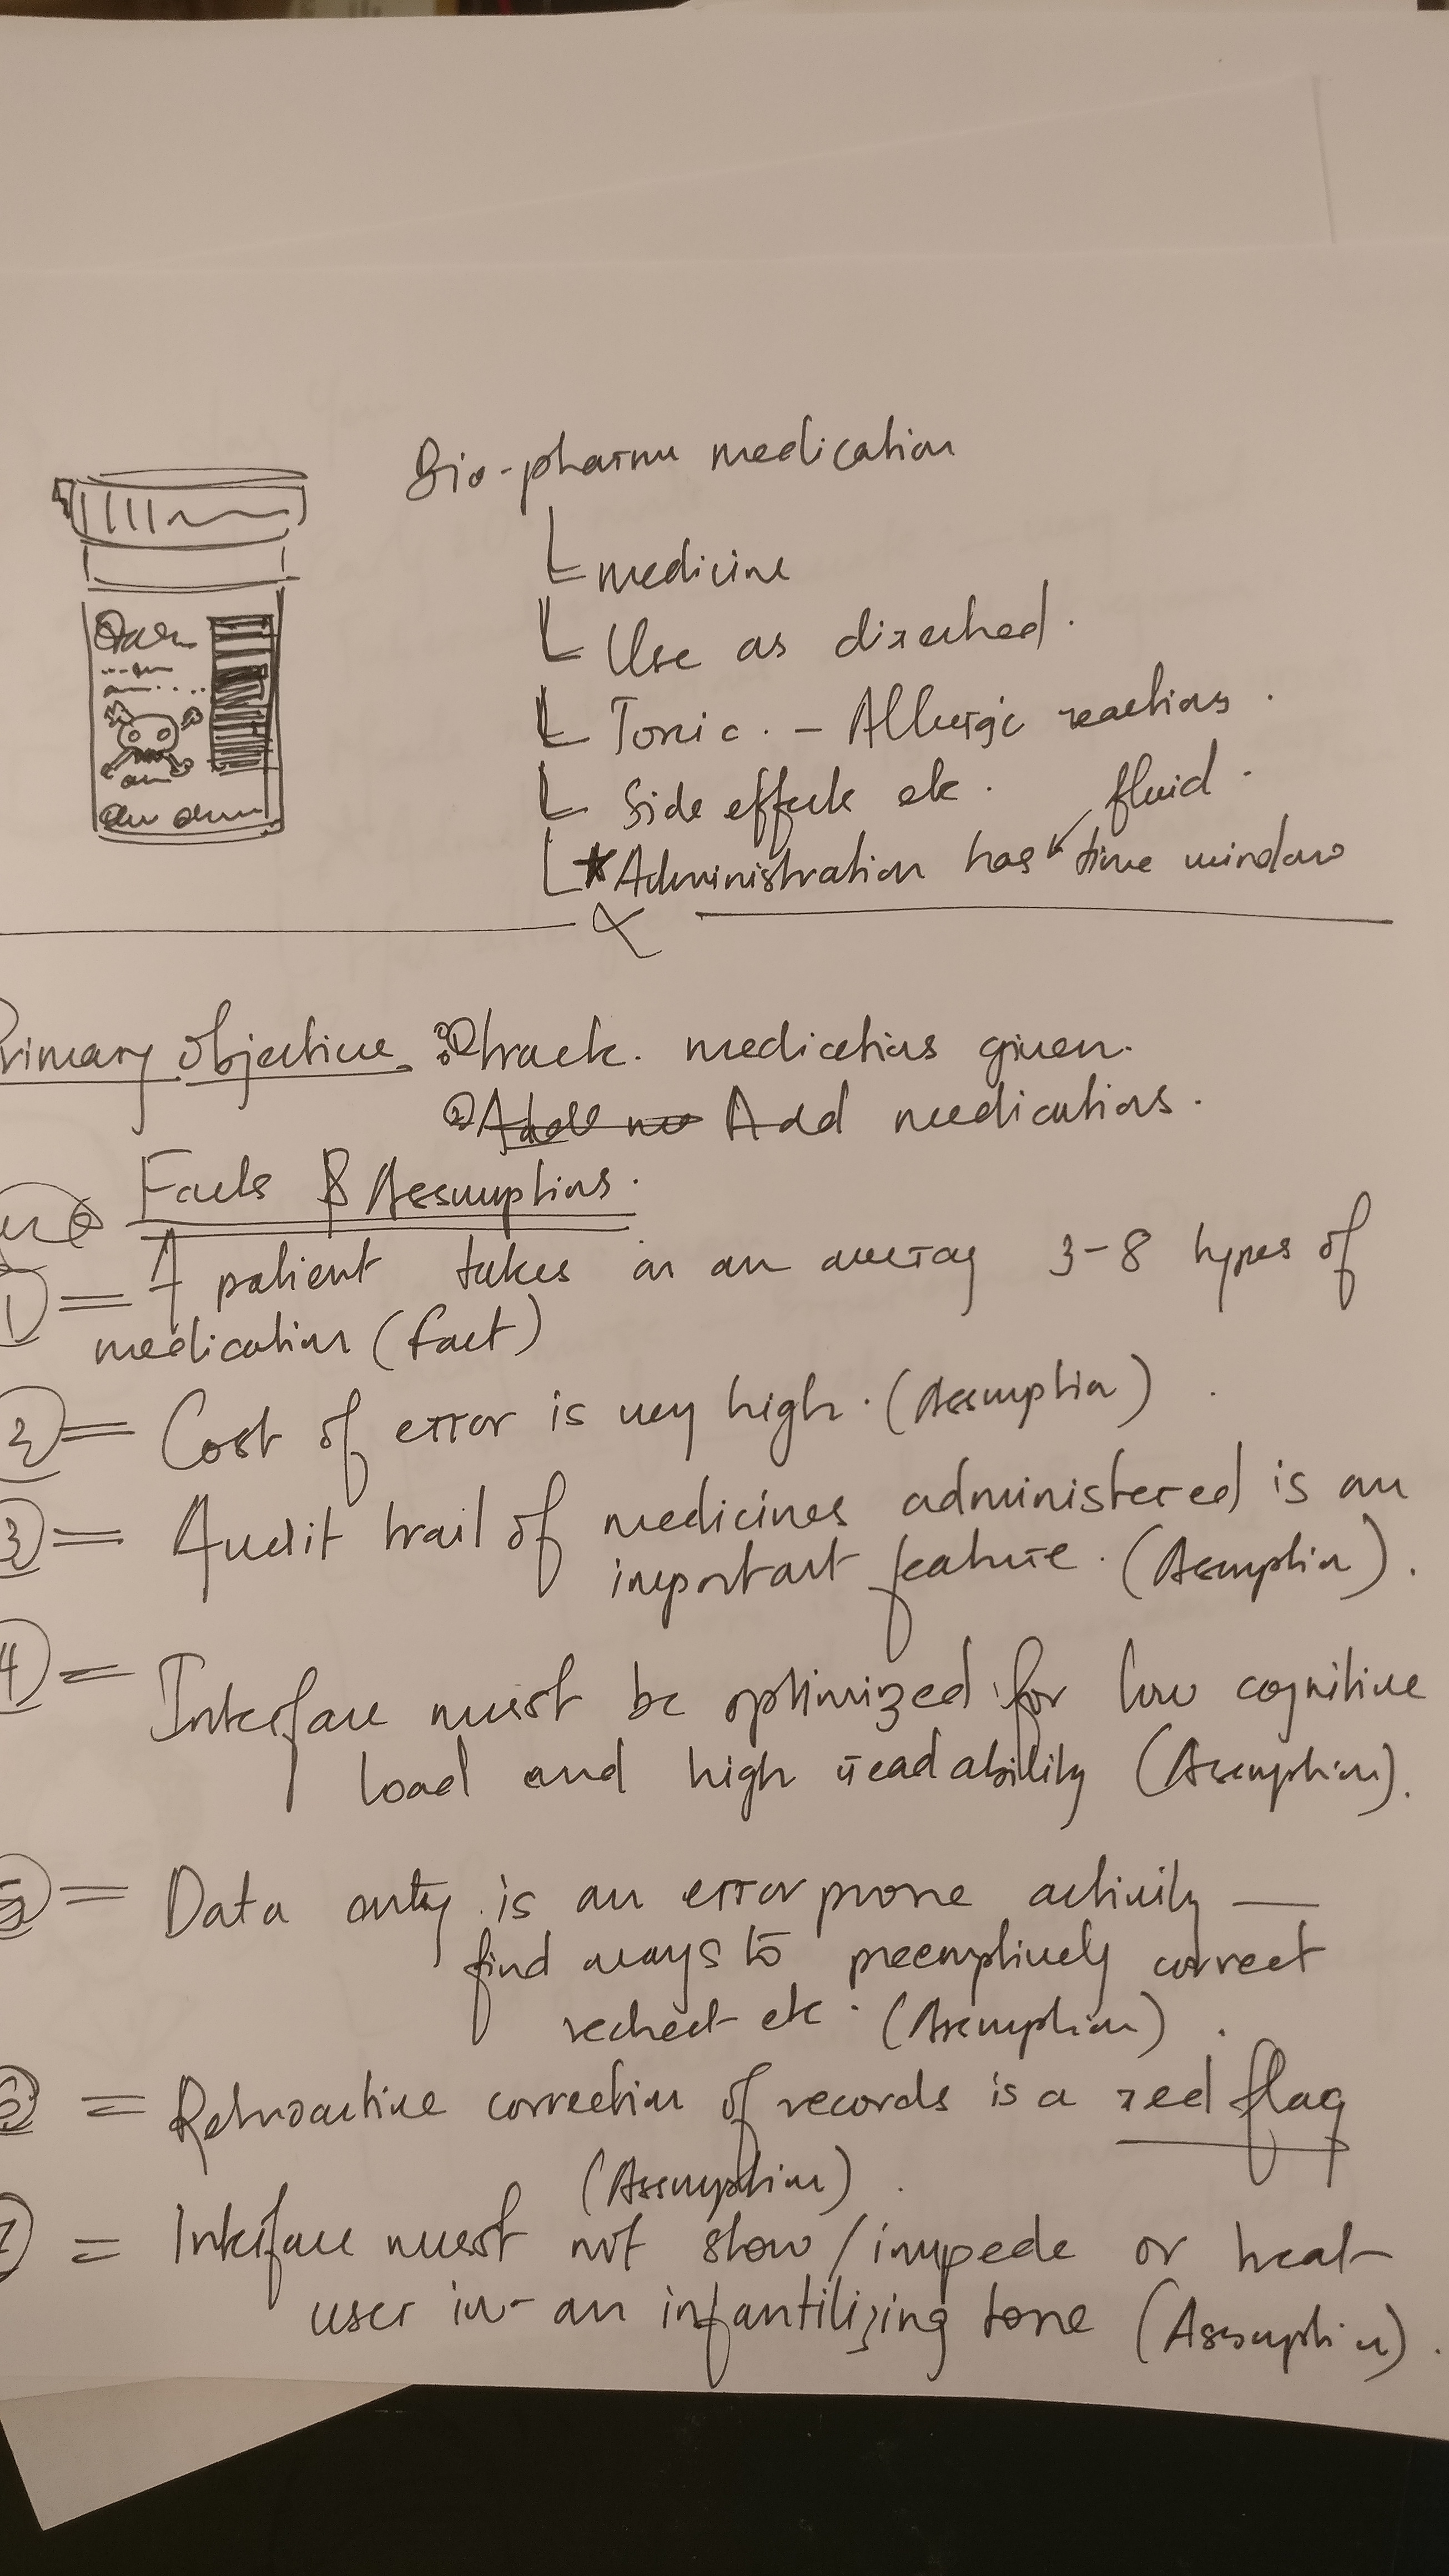 Bio-pharma medication
medicine
Use as directed.
Toxic. - Allergic reactions.
Side effects etc.
fluid.
★Administration has time window
Primary objective : ① track. medications given.
② Add medications.
Facts & Assumptions.
① = A patient takes on an average 3-8 types of
medication (fact)
② = Cost of error is very high. (Assumption).
③ = Audit trail of medicines administered is an
important feature. (Assumption).
④ = Interface must be optimized for low cognitive
load and high readability (Assumption).
⑤ = Data entry is an error prone activity —
find ways to preemptively correct
recheck etc. (Assumption).
⑥ = Retroactive correction of records is a red flag
(Assumption).
⑦ = Interface must not slow / impede or treat
user in an infantilizing tone (Assumption).